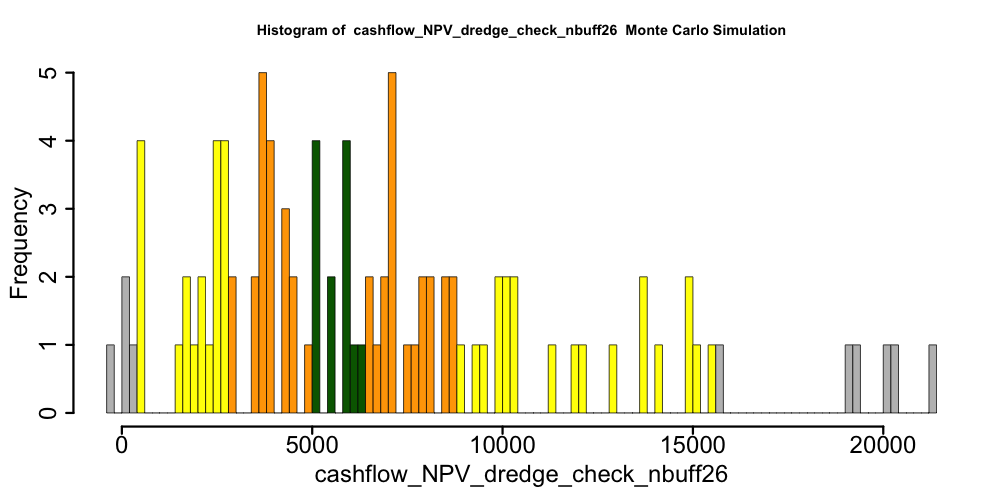 Histogram of  cashflow_NPV_dredge_check_nbuff26  Monte Carlo Simulation
5
4
3
2
1
0
Frequency
0 5000 10000 15000 20000
cashflow_NPV_dredge_check_nbuff26